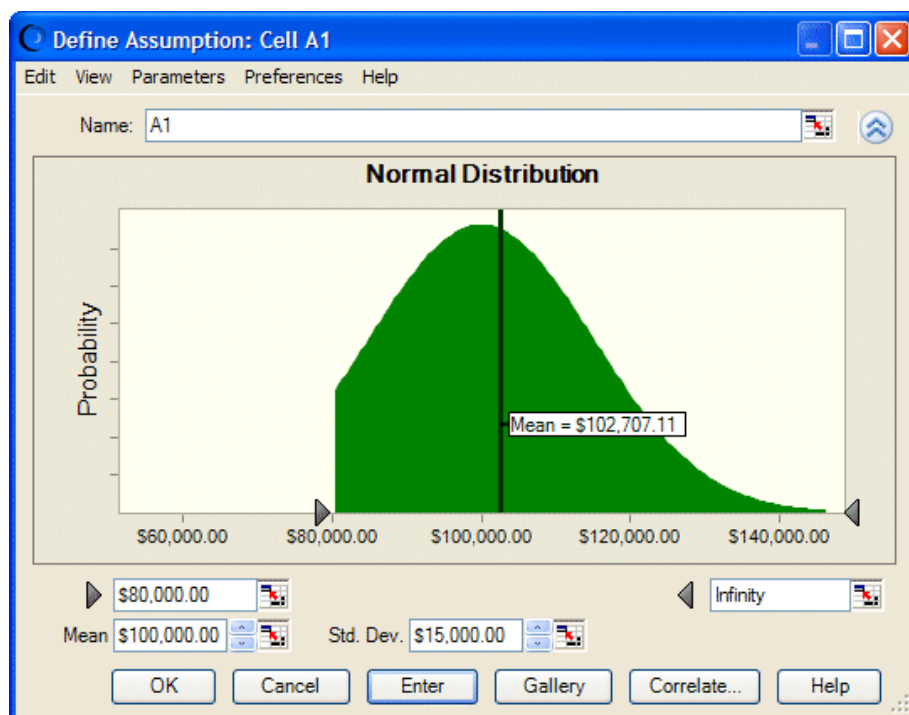 Define Assumption: Cell A1
Edit View Parameters Preferences Help
Name: A1
Normal Distribution
Probability
Mean = $102,707.11
$60,000.00 $80,000.00 $100,000.00 $120,000.00 $140,000.00
$80,000.00 Infinity
Mean $100,000.00 Std. Dev. $15,000.00
OK Cancel Enter Gallery Correlate... Help